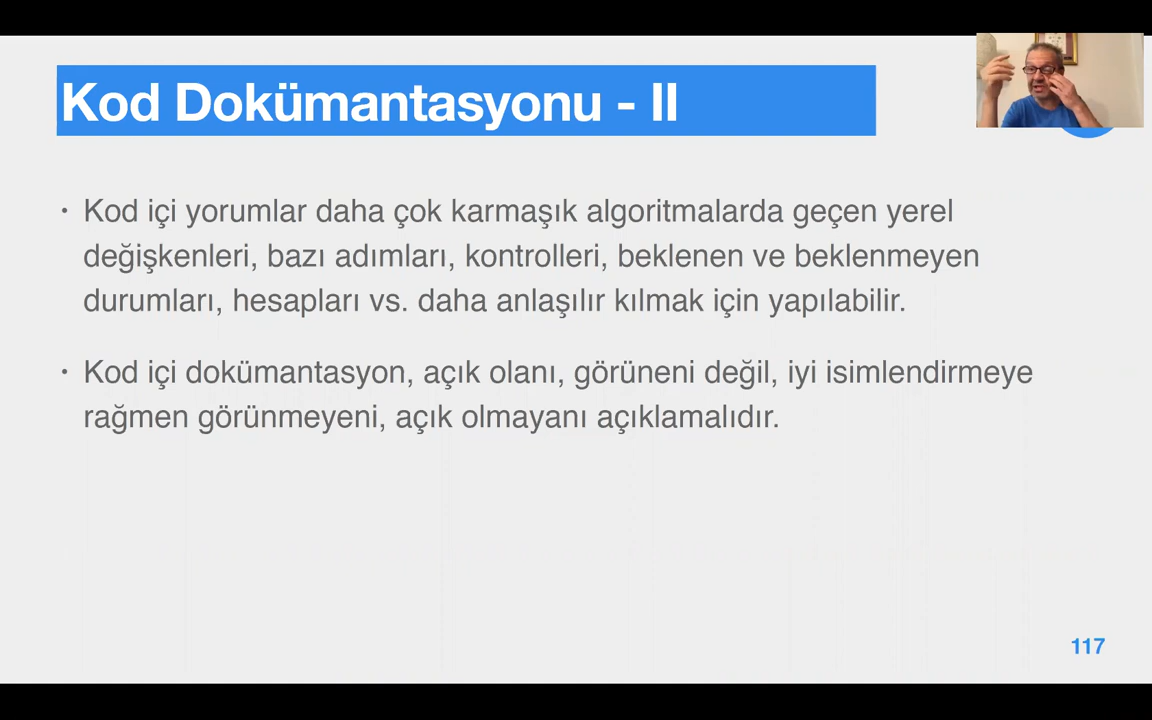 Kod Dokümantasyonu - II
• Kod içi yorumlar daha çok karmaşık algoritmalarda geçen yerel
değişkenleri, bazı adımları, kontrolleri, beklenen ve beklenmeyen
durumları, hesapları vs. daha anlaşılır kılmak için yapılabilir.
• Kod içi dokümantasyon, açık olanı, görüneni değil, iyi isimlendirmeye
rağmen görünmeyeni, açık olmayanı açıklamalıdır.
117